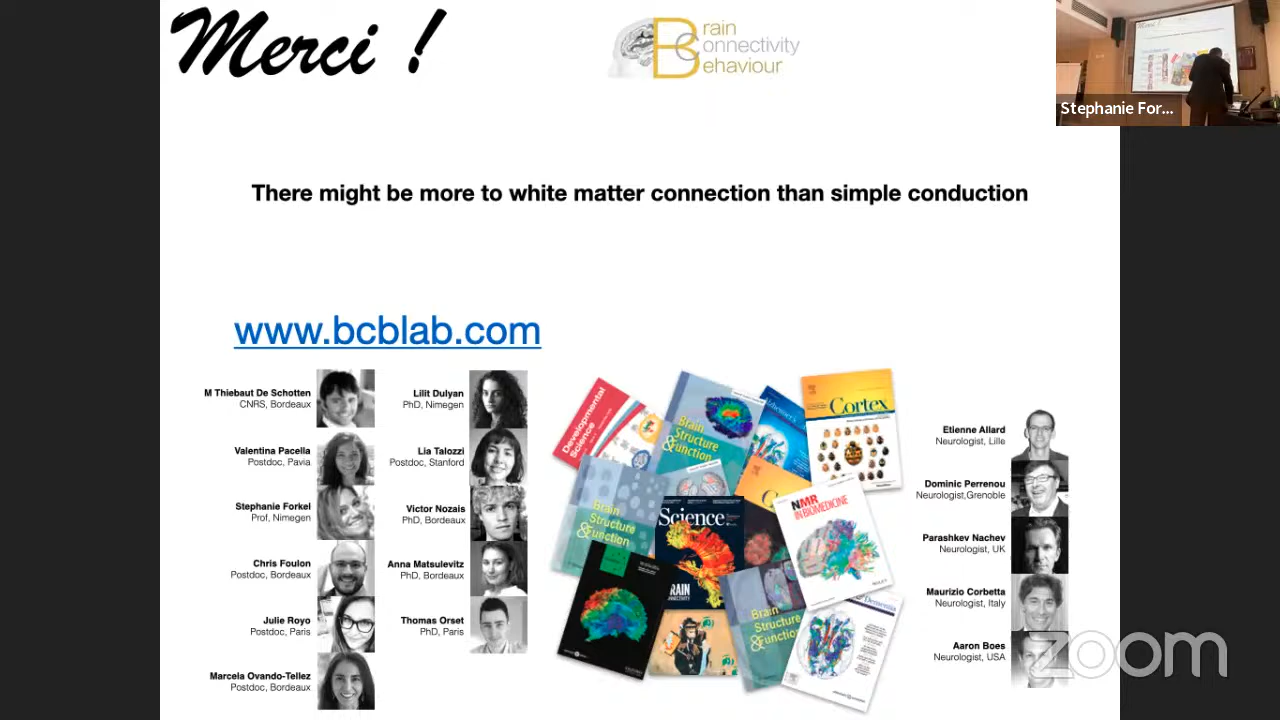 Merci !
Brain
Connectivity
Behaviour
Stephanie For...
There might be more to white matter connection than simple conduction
www.bcblab.com
M Thiebaut De Schotten
CNRS, Bordeaux
Valentina Pacella
Postdoc, Pavia
Stephanie Forkel
Prof, Nimegen
Chris Foulon
Postdoc, Bordeaux
Julie Royo
Postdoc, Paris
Marcela Ovando-Tellez
Postdoc, Bordeaux
Lilit Dulyan
PhD, Nimegen
Lia Talozzi
Postdoc, Stanford
Victor Nozais
PhD, Bordeaux
Anna Matsulevitz
PhD, Bordeaux
Thomas Orset
PhD, Paris
Developmental
Science
Brain
Structure
&Function
Cortex
Brain
Structure
&Function
Science
NMR
IN BIOMEDICINE
Brain
Structure
&Function
Etienne Allard
Neurologist, Lille
Dominic Perrenou
Neurologist,Grenoble
Parashkev Nachev
Neurologist, UK
Maurizio Corbetta
Neurologist, Italy
Aaron Boes
Neurologist, USA
zoom